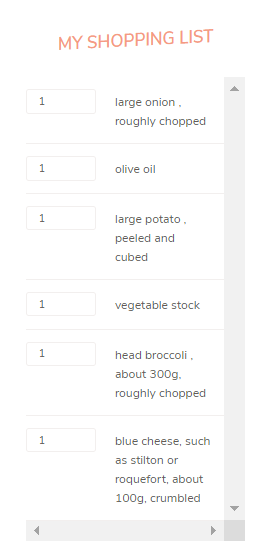 MY SHOPPING LIST
1 large onion ,
roughly chopped
1 olive oil
1 large potato ,
peeled and
cubed
1 vegetable stock
1 head broccoli ,
about 300g,
roughly chopped
1 blue cheese, such
as stilton or
roquefort, about
100g, crumbled